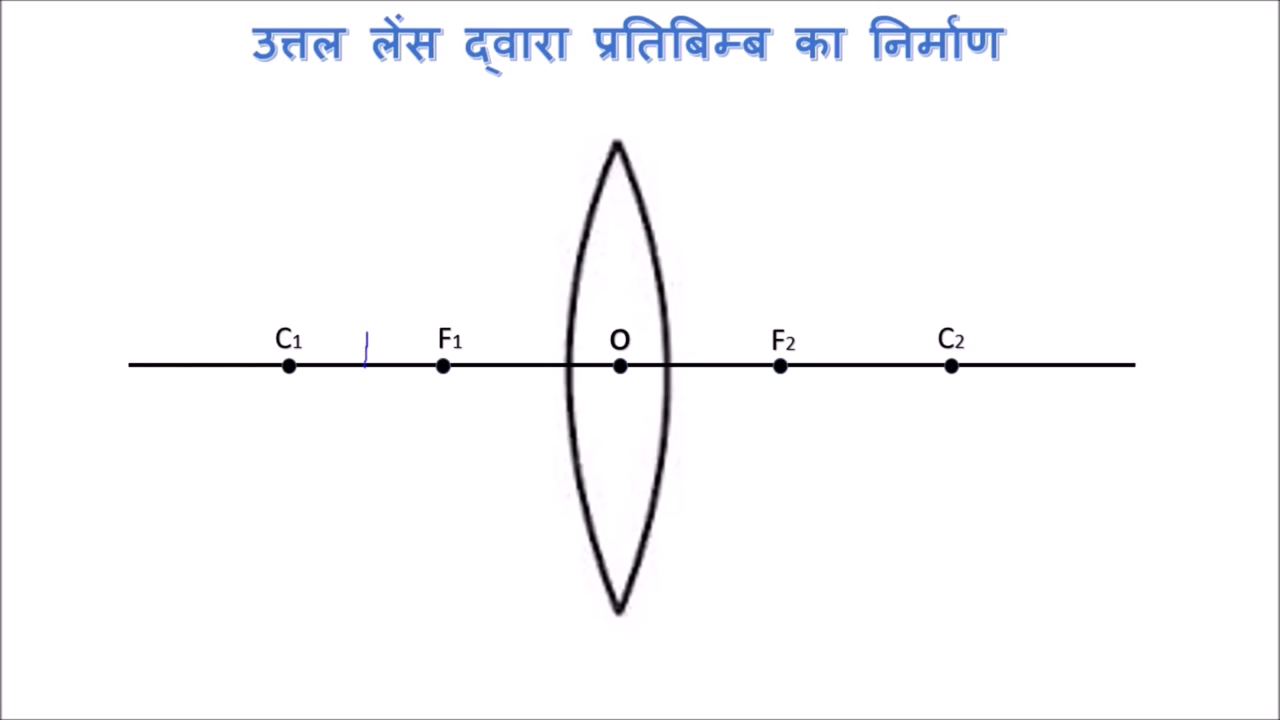 उत्तल लेंस द्वारा प्रतिबिम्ब का निर्माण
C1 F1 O F2 C2